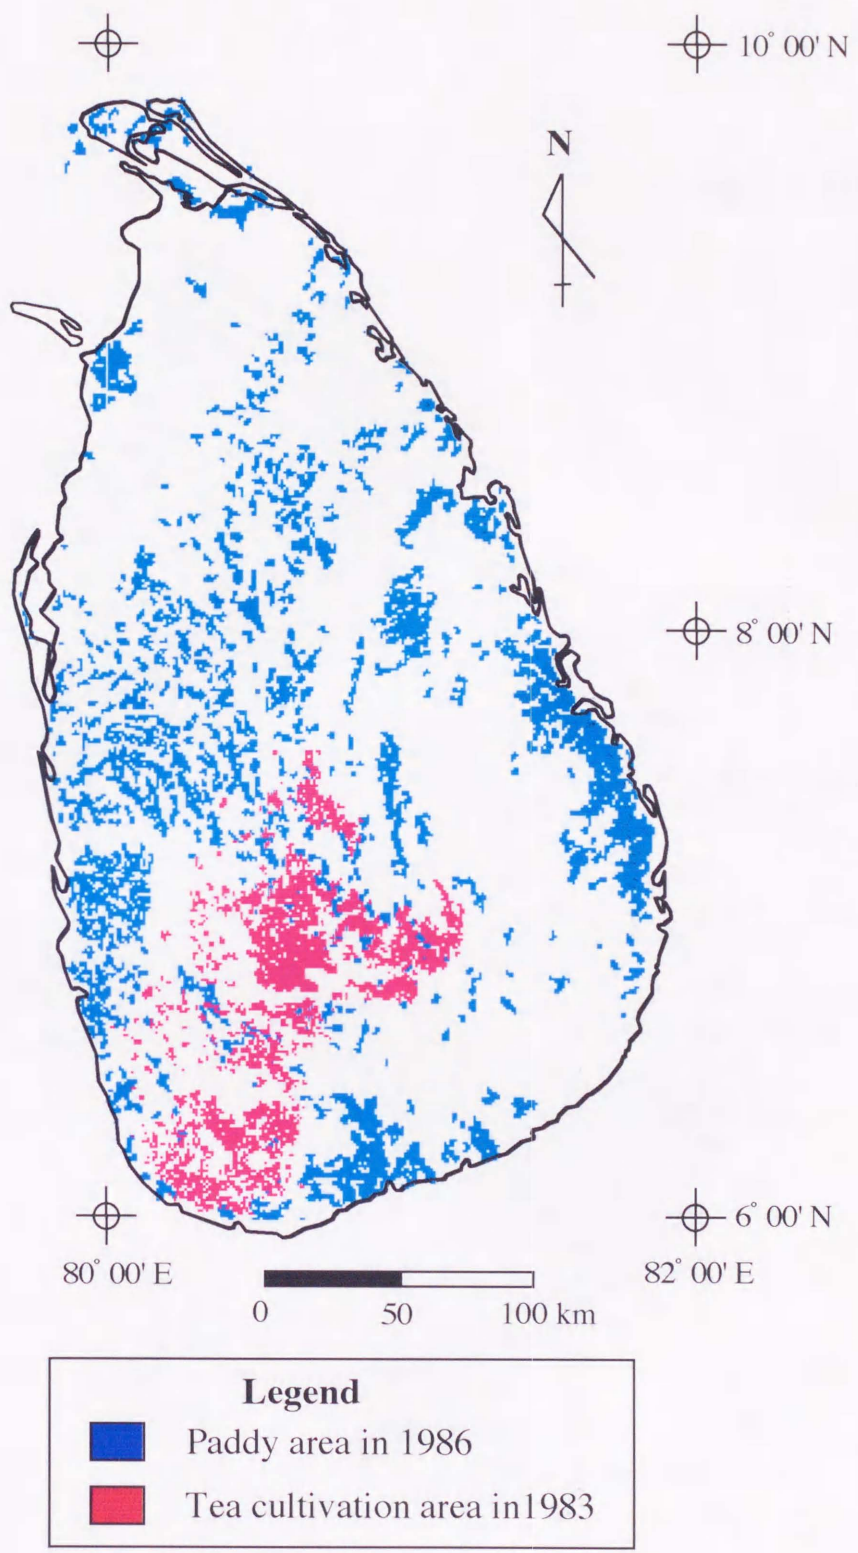 10° 00' N
N
8° 00' N
6° 00' N
80° 00' E
82° 00' E
0 50 100 km
Legend
Paddy area in 1986
Tea cultivation area in1983